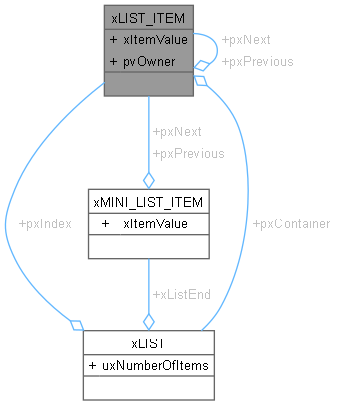 xLIST_ITEM
+ xItemValue
+ pvOwner
+pxNext
+pxPrevious
+pxNext
+pxPrevious
xMINI_LIST_ITEM
+ xItemValue
+pxIndex
+pxContainer
+xListEnd
xLIST
+ uxNumberOfItems